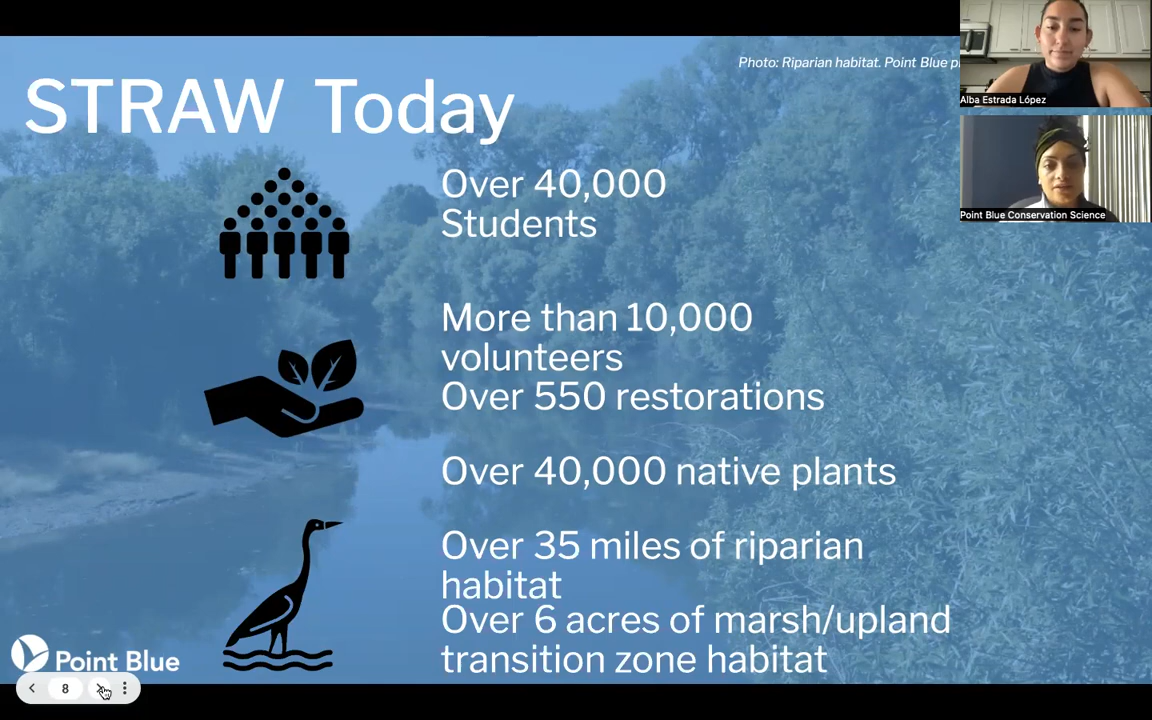 Photo: Riparian habitat. Point Blue
STRAW Today
Over 40,000
Students
More than 10,000
volunteers
Over 550 restorations
Over 40,000 native plants
Over 35 miles of riparian
habitat
Over 6 acres of marsh/upland
transition zone habitat
Point Blue
8
Alba Estrada López
Point Blue Conservation Science